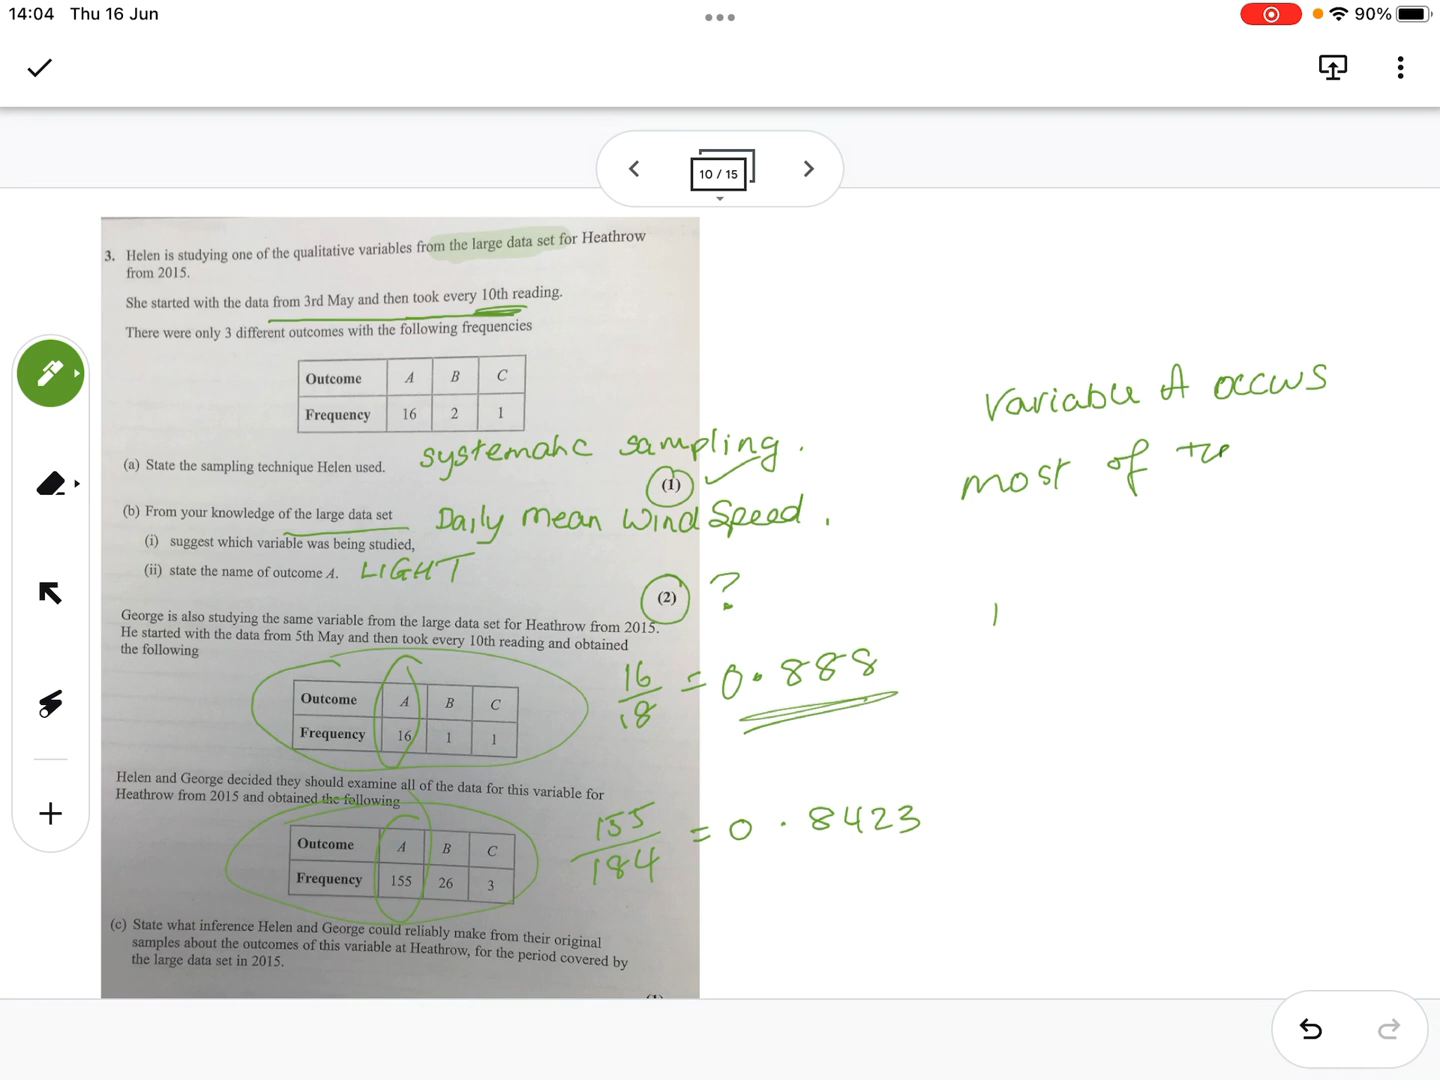 14:04 Thu 16 Jun
90%
10 / 15
3. Helen is studying one of the qualitative variables from the large data set for Heathrow
from 2015.
She started with the data from 3rd May and then took every 10th reading.
There were only 3 different outcomes with the following frequencies
Outcome A B C
Frequency 16 2 1
(a) State the sampling technique Helen used.
systematic sampling.
(1)
(b) From your knowledge of the large data set
Daily mean Wind Speed.
(i) suggest which variable was being studied,
(ii) state the name of outcome A.
LIGHT
(2) ?
George is also studying the same variable from the large data set for Heathrow from 2015.
He started with the data from 5th May and then took every 10th reading and obtained
the following
Outcome A B C
Frequency 16 1 1
16/18 = 0.888
Helen and George decided they should examine all of the data for this variable for
Heathrow from 2015 and obtained the following
Outcome A B C
Frequency 155 26 3
155/184 = 0.8423
(c) State what inference Helen and George could reliably make from their original
samples about the outcomes of this variable at Heathrow, for the period covered by
the large data set in 2015.
Variable A occurs
most of